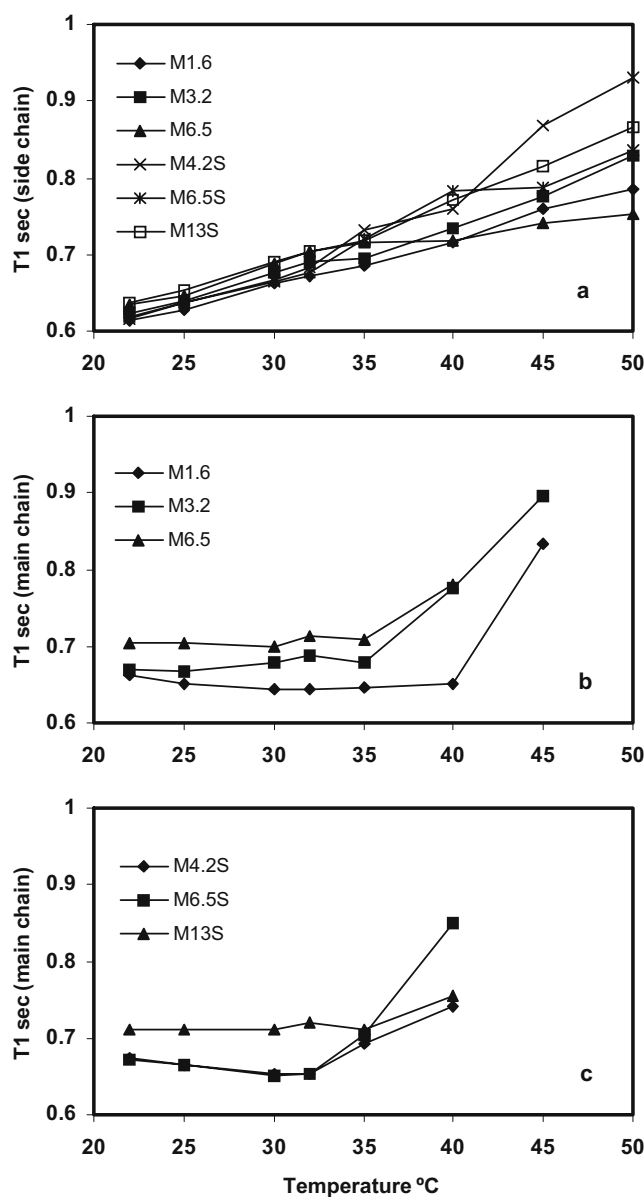 1
0.9
0.8
0.7
0.6
T1 sec (side chain)
M1.6
M3.2
M6.5
M4.2S
M6.5S
M13S
a
20 25 30 35 40 45 50
1
0.9
0.8
0.7
0.6
T1 sec (main chain)
M1.6
M3.2
M6.5
b
20 25 30 35 40 45 50
1
0.9
0.8
0.7
0.6
T1 sec (main chain)
M4.2S
M6.5S
M13S
c
20 25 30 35 40 45 50
Temperature ºC